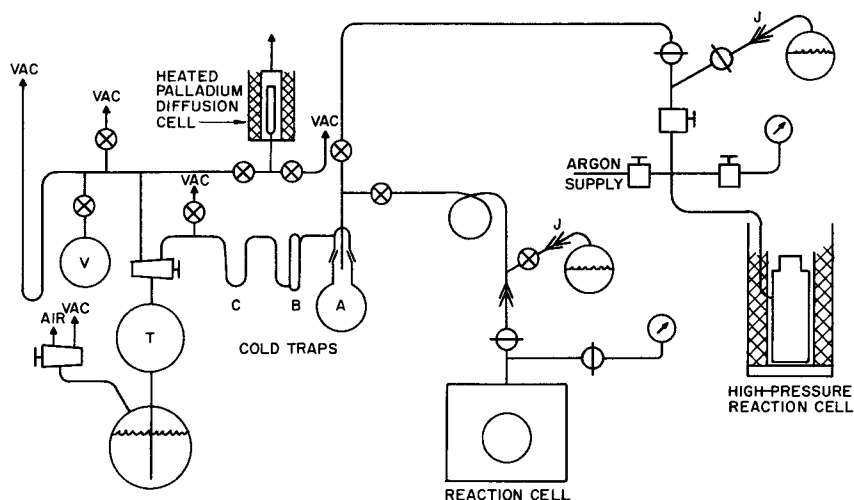 J
VAC
HEATED
PALLADIUM
DIFFUSION
CELL
VAC
VAC
ARGON
SUPPLY
VAC
J
V
C
B
A
VAC
AIR
T
COLD TRAPS
HIGH-PRESSURE
REACTION CELL
REACTION CELL